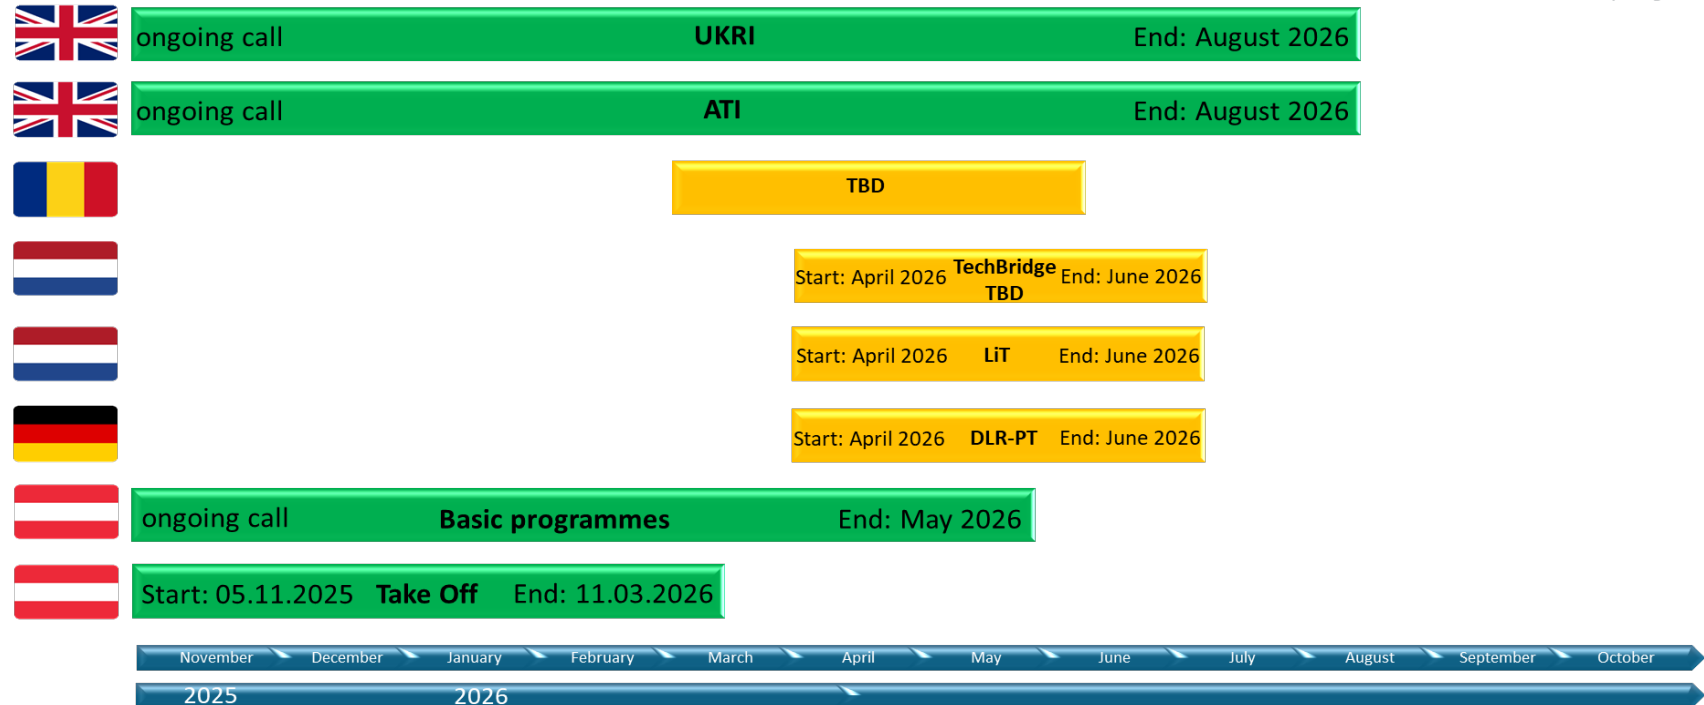 ongoing call UKRI End: August 2026
ongoing call ATI End: August 2026
TBD
Start: April 2026 TechBridge End: June 2026
TBD
Start: April 2026 LiT End: June 2026
Start: April 2026 DLR-PT End: June 2026
ongoing call Basic programmes End: May 2026
Start: 05.11.2025 Take Off End: 11.03.2026
November December January February March April May June July August September October
2025 2026